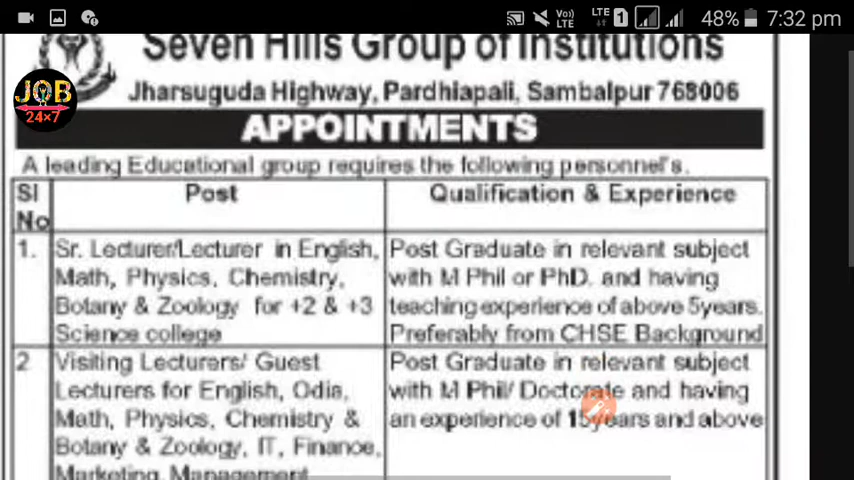 Vo) LTE LTE 1 48% 7:32 pm
Seven Hills Group of Institutions
JOB
24×7
Jharsuguda Highway, Pardhiapali, Sambalpur 768006
APPOINTMENTS
A leading Educational group requires the following personnel's.
Sl No Post Qualification & Experience
1. Sr. Lecturer/Lecturer in English, Post Graduate in relevant subject
Math, Physics, Chemistry, with M Phil or PhD. and having
Botany & Zoology for +2 & +3 teaching experience of above 5years.
Science college Preferably from CHSE Background
2 Visiting Lecturers/ Guest Post Graduate in relevant subject
Lecturers for English, Odia, with M Phil/ Doctorate and having
Math, Physics, Chemistry & an experience of 15years and above
Botany & Zoology, IT, Finance,
Marketing, Management